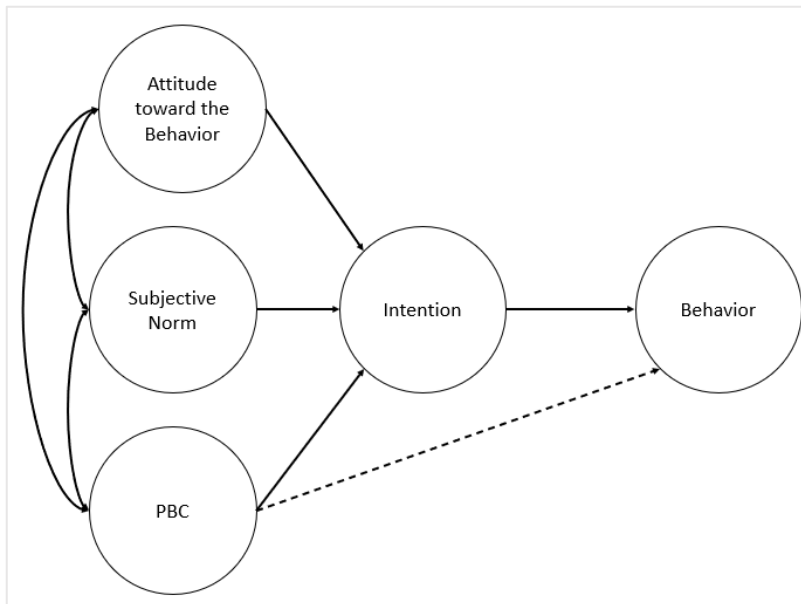 Attitude
toward the
Behavior
Subjective
Norm
Intention
Behavior
PBC